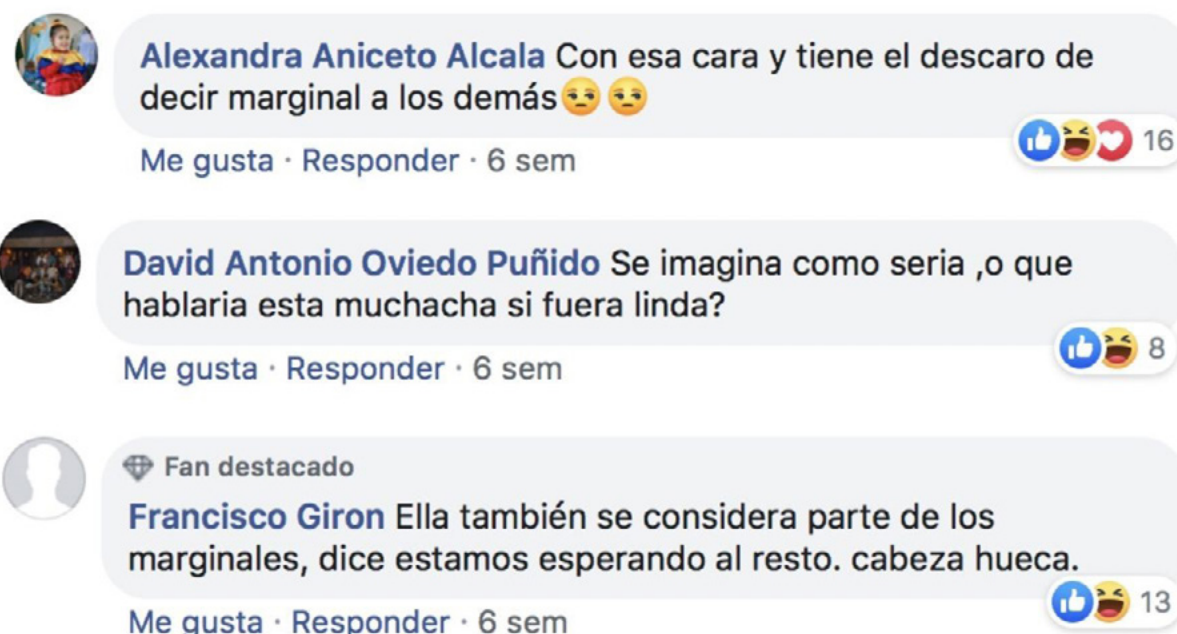 Alexandra Aniceto Alcala Con esa cara y tiene el descaro de
decir marginal a los demás😒😒
16
Me gusta · Responder · 6 sem
David Antonio Oviedo Puñido Se imagina como seria ,o que
hablaria esta muchacha si fuera linda?
8
Me gusta · Responder · 6 sem
Fan destacado
Francisco Giron Ella también se considera parte de los
marginales, dice estamos esperando al resto. cabeza hueca.
13
Me gusta · Responder · 6 sem